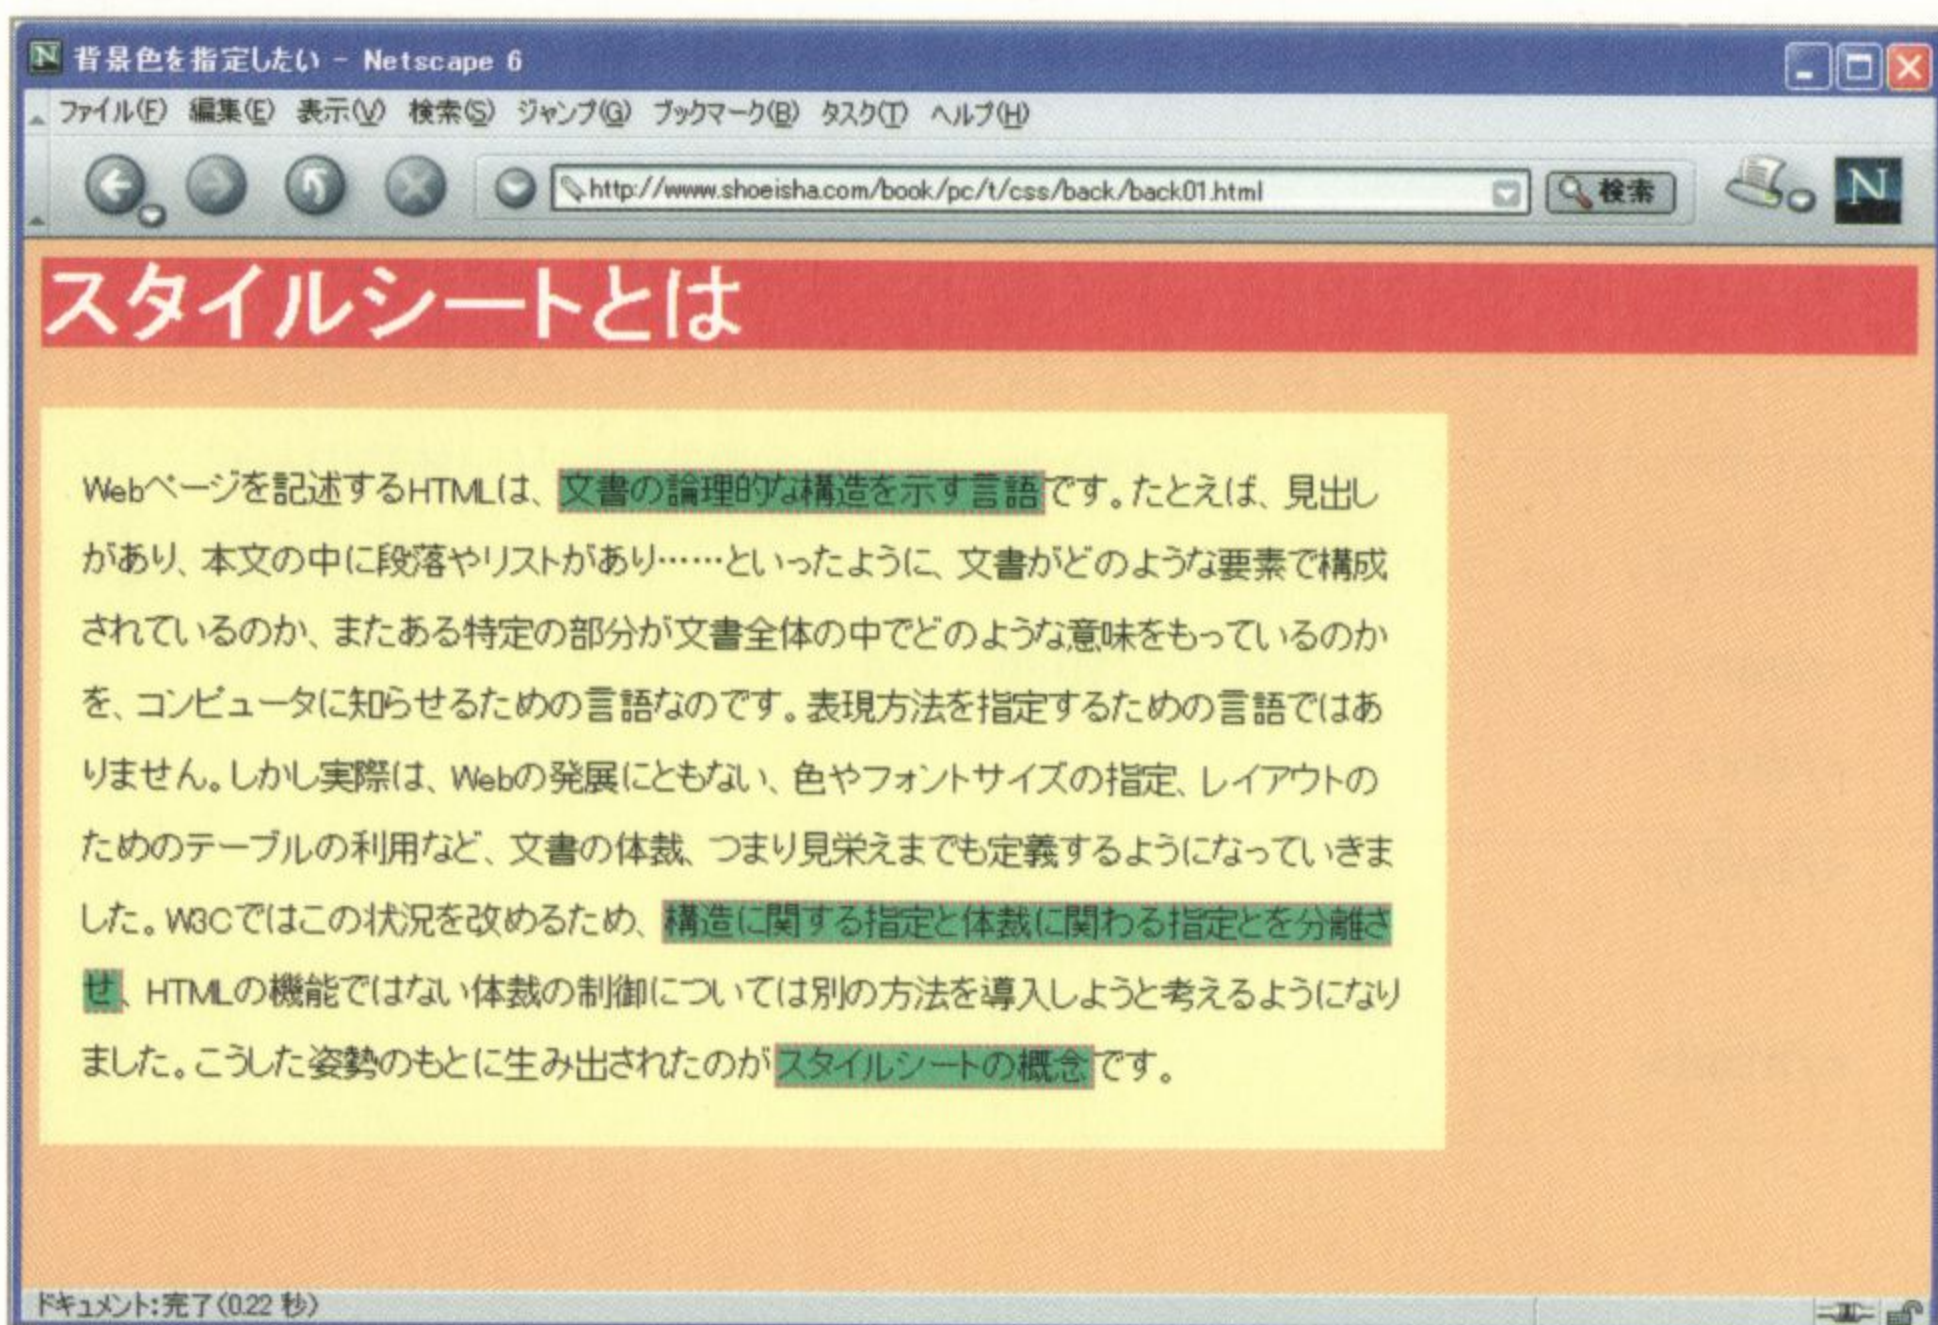 背景色を指定したい - Netscape 6
ファイル(F) 編集(E) 表示(V) 検索(S) ジャンプ(G) ブックマーク(B) タスク(T) ヘルプ(H)
http://www.shoeisha.com/book/pc/t/css/back/back01.html 検索 N
スタイルシートとは
Webページを記述するHTMLは、文書の論理的な構造を示す言語です。たとえば、見出し
があり、本文の中に段落やリストがあり……といったように、文書がどのような要素で構成
されているのか、またある特定の部分が文書全体の中でどのような意味をもっているのか
を、コンピュータに知らせるための言語なのです。表現方法を指定するための言語ではあ
りません。しかし実際は、Webの発展にともない、色やフォントサイズの指定、レイアウトの
ためのテーブルの利用など、文書の体裁、つまり見栄えまでも定義するようになっていきま
した。W3Cではこの状況を改めるため、構造に関する指定と体裁に関わる指定とを分離さ
せ、HTMLの機能ではない体裁の制御については別の方法を導入しようと考えるようになり
ました。こうした姿勢のもとに生み出されたのがスタイルシートの概念です。
ドキュメント:完了(0.22 秒)